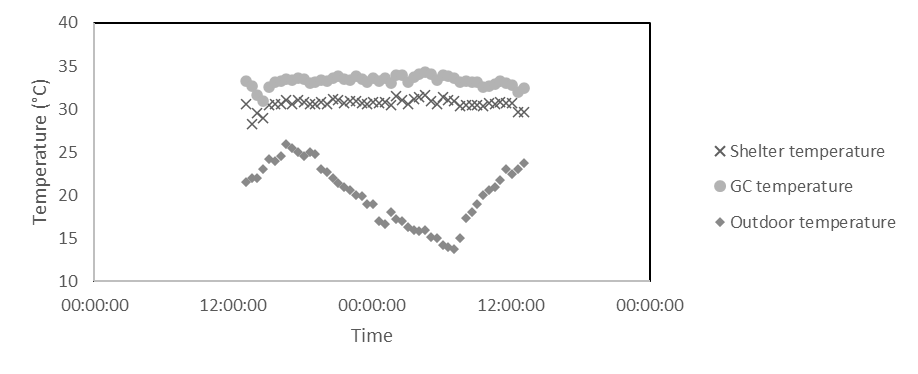 40
35
30
25
20
15
10
Temperature (°C)
00:00:00 12:00:00 00:00:00 12:00:00 00:00:00
Time
Shelter temperature
GC temperature
Outdoor temperature